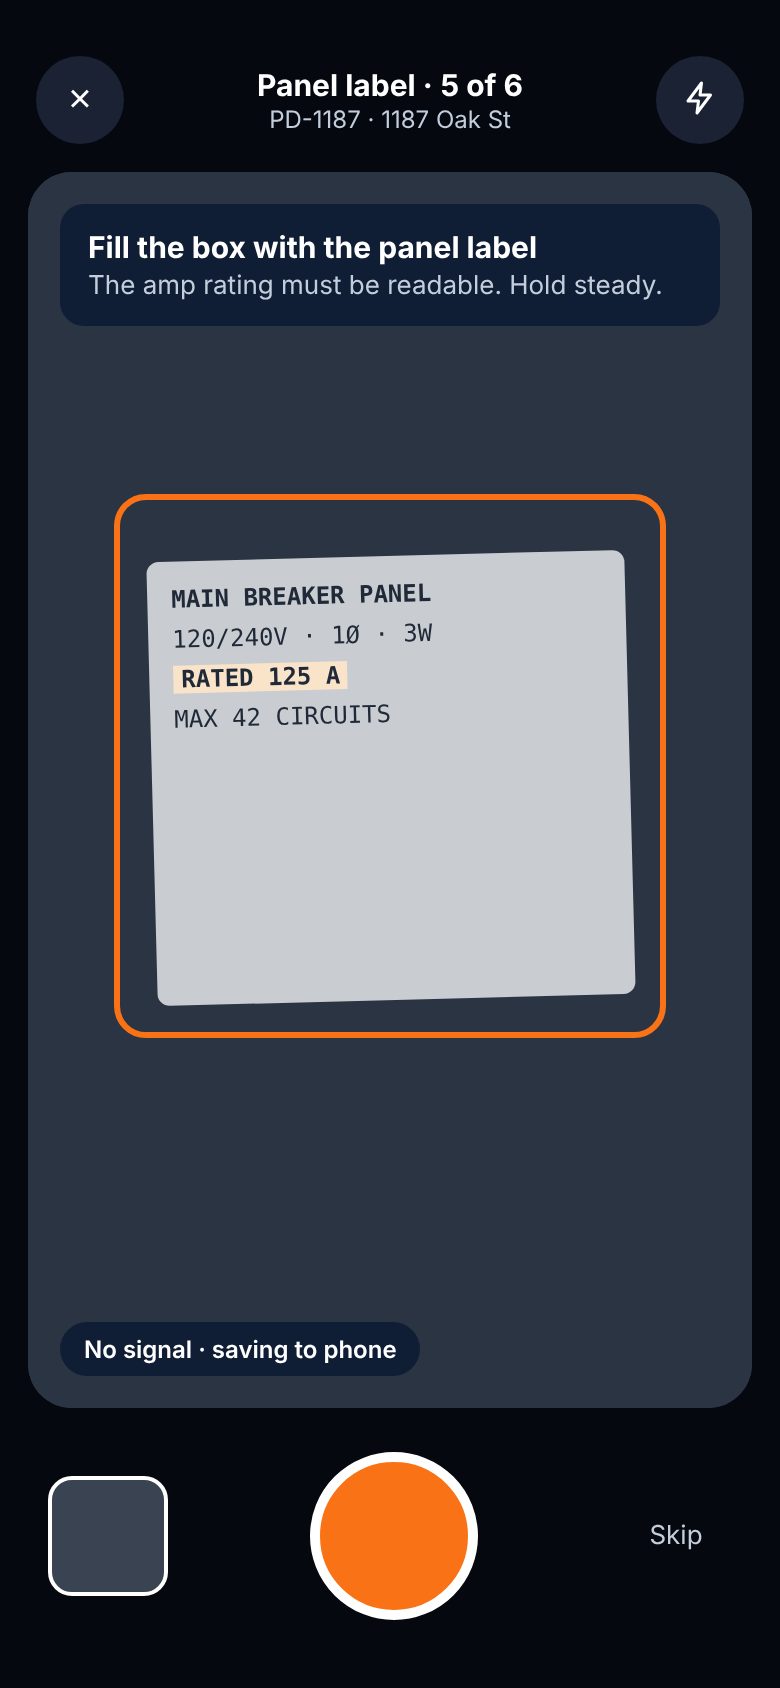 Panel label · 5 of 6
PD-1187 · 1187 Oak St
Fill the box with the panel label
The amp rating must be readable. Hold steady.
MAIN BREAKER PANEL
120/240V · 1Ø · 3W
RATED 125 A
MAX 42 CIRCUITS
No signal · saving to phone
Skip